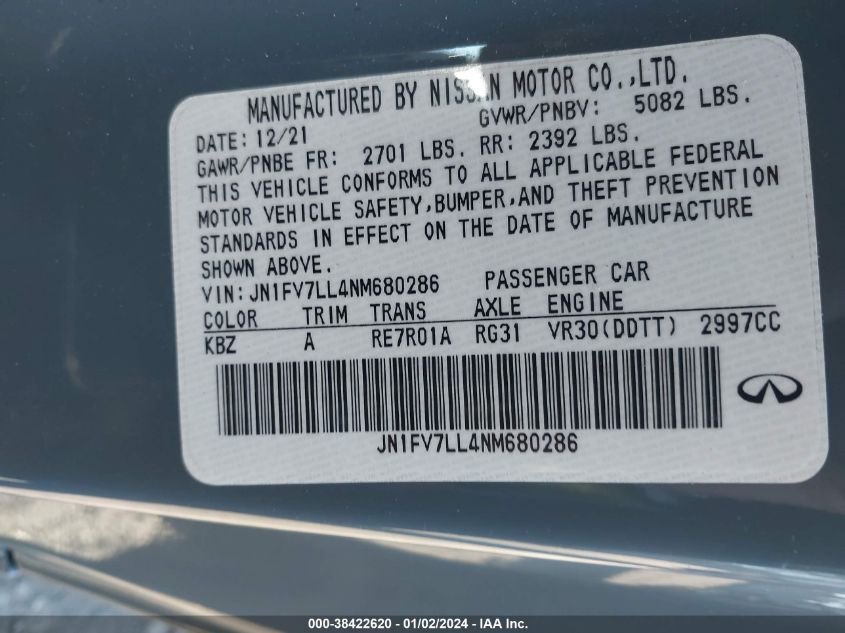 MANUFACTURED BY NISSAN MOTOR CO.,LTD.
DATE: 12/21 GVWR/PNBV: 5082 LBS.
GAWR/PNBE FR: 2701 LBS. RR: 2392 LBS.
THIS VEHICLE CONFORMS TO ALL APPLICABLE FEDERAL
MOTOR VEHICLE SAFETY,BUMPER,AND THEFT PREVENTION
STANDARDS IN EFFECT ON THE DATE OF MANUFACTURE
SHOWN ABOVE.
VIN: JN1FV7LL4NM680286 PASSENGER CAR
COLOR TRIM TRANS AXLE ENGINE
KBZ A RE7R01A RG31 VR30(DDTT) 2997CC
JN1FV7LL4NM680286
000-38422620 - 01/02/2024 - IAA Inc.